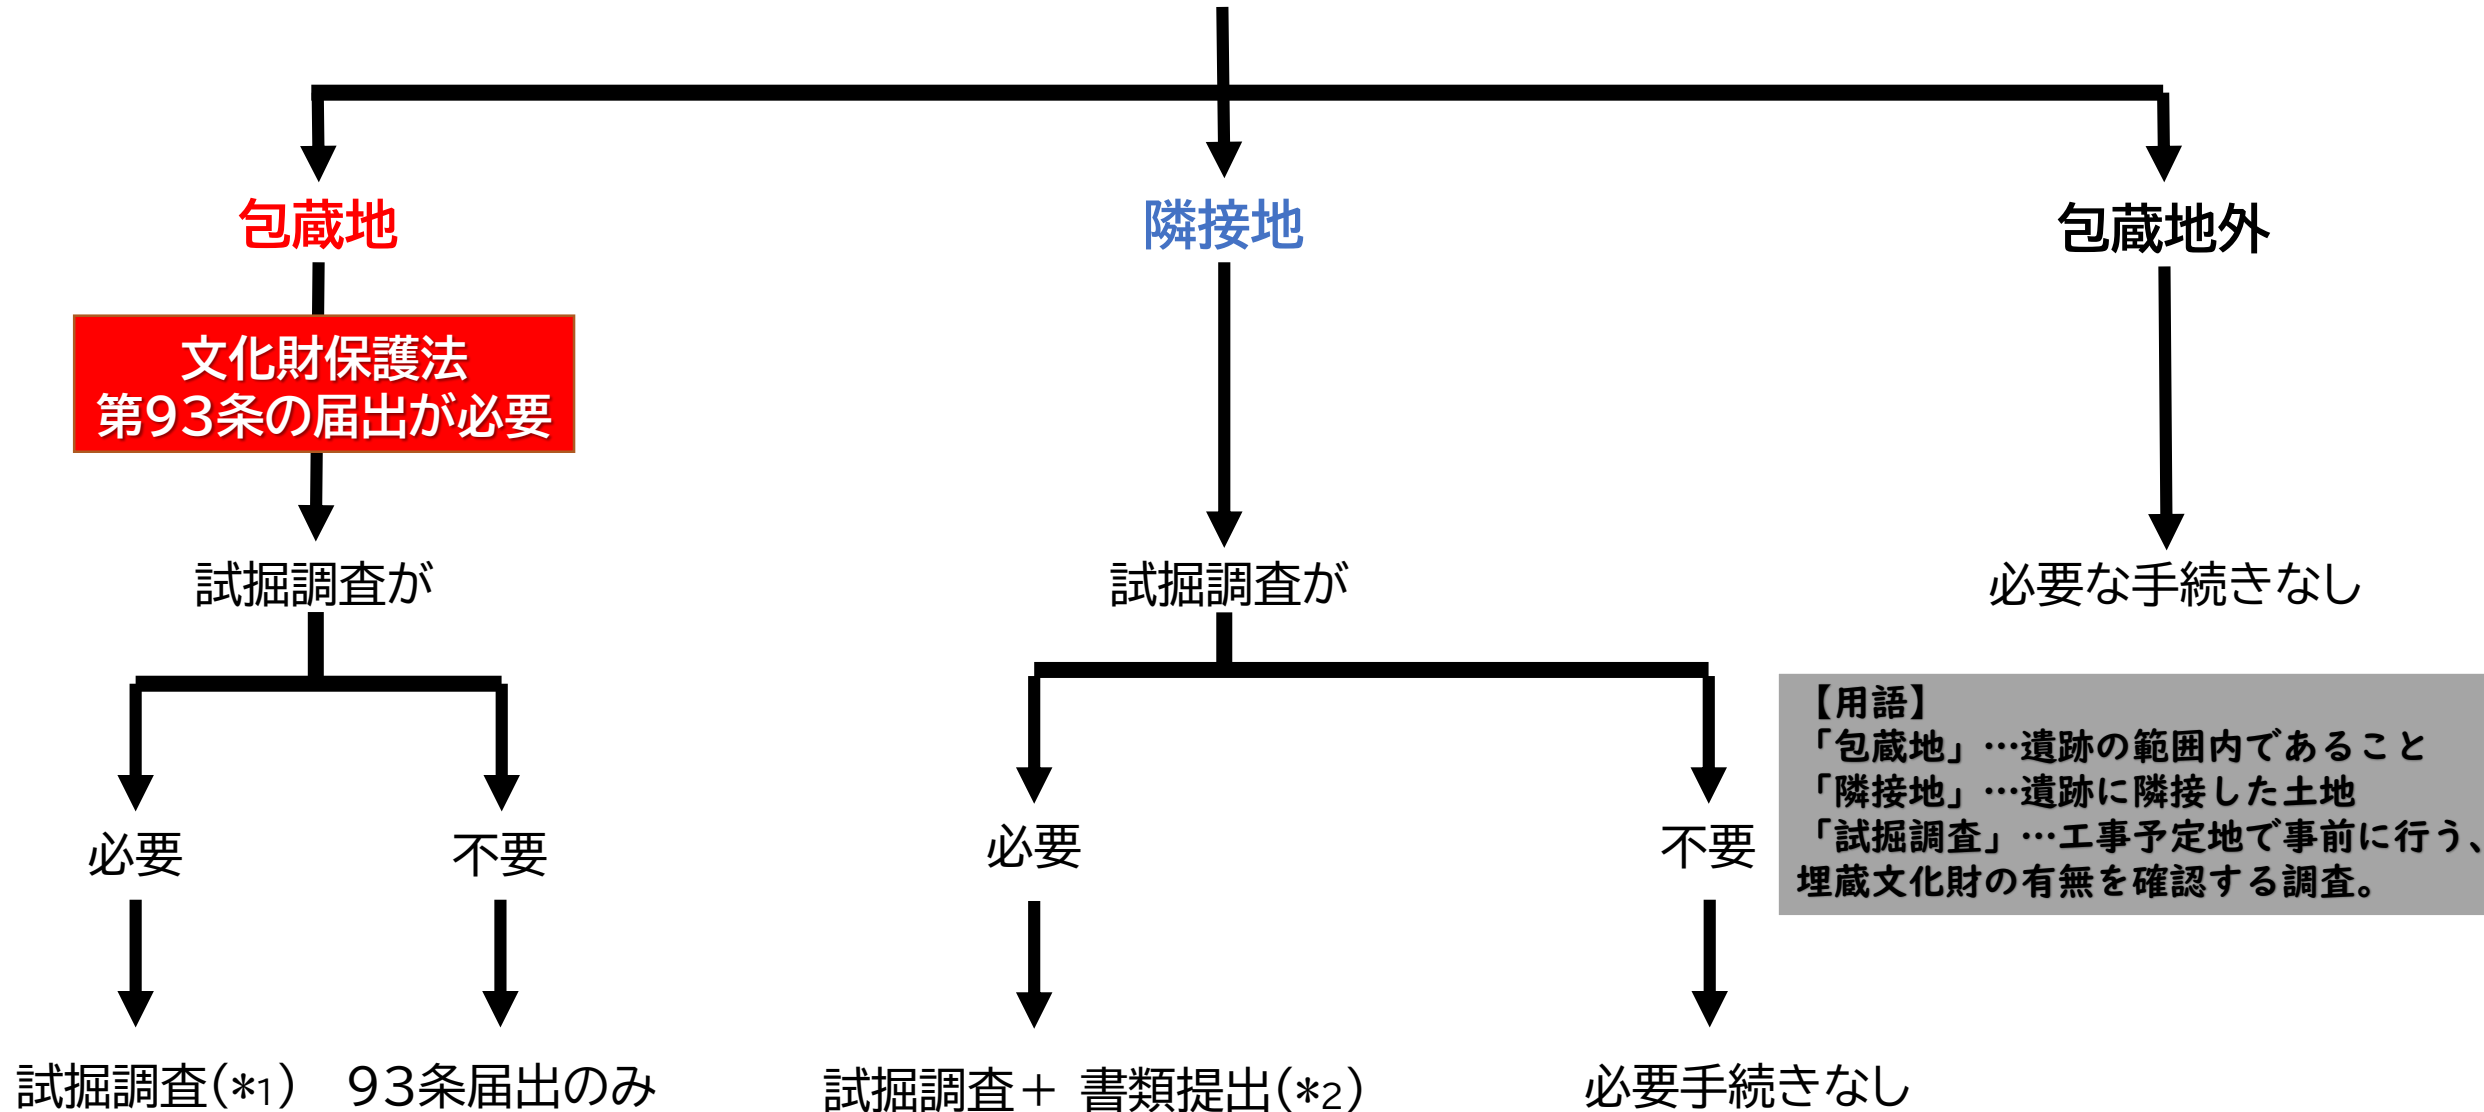 包蔵地
隣接地
包蔵地外
文化財保護法
第93条の届出が必要
試掘調査が
試掘調査が
必要な手続きなし
【用語】
「包蔵地」…遺跡の範囲内であること
「隣接地」…遺跡に隣接した土地
「試掘調査」…工事予定地で事前に行う、
埋蔵文化財の有無を確認する調査。
必要
不要
必要
不要
試掘調査(*1)
93条届出のみ
試掘調査+ 書類提出(*2)
必要手続きなし